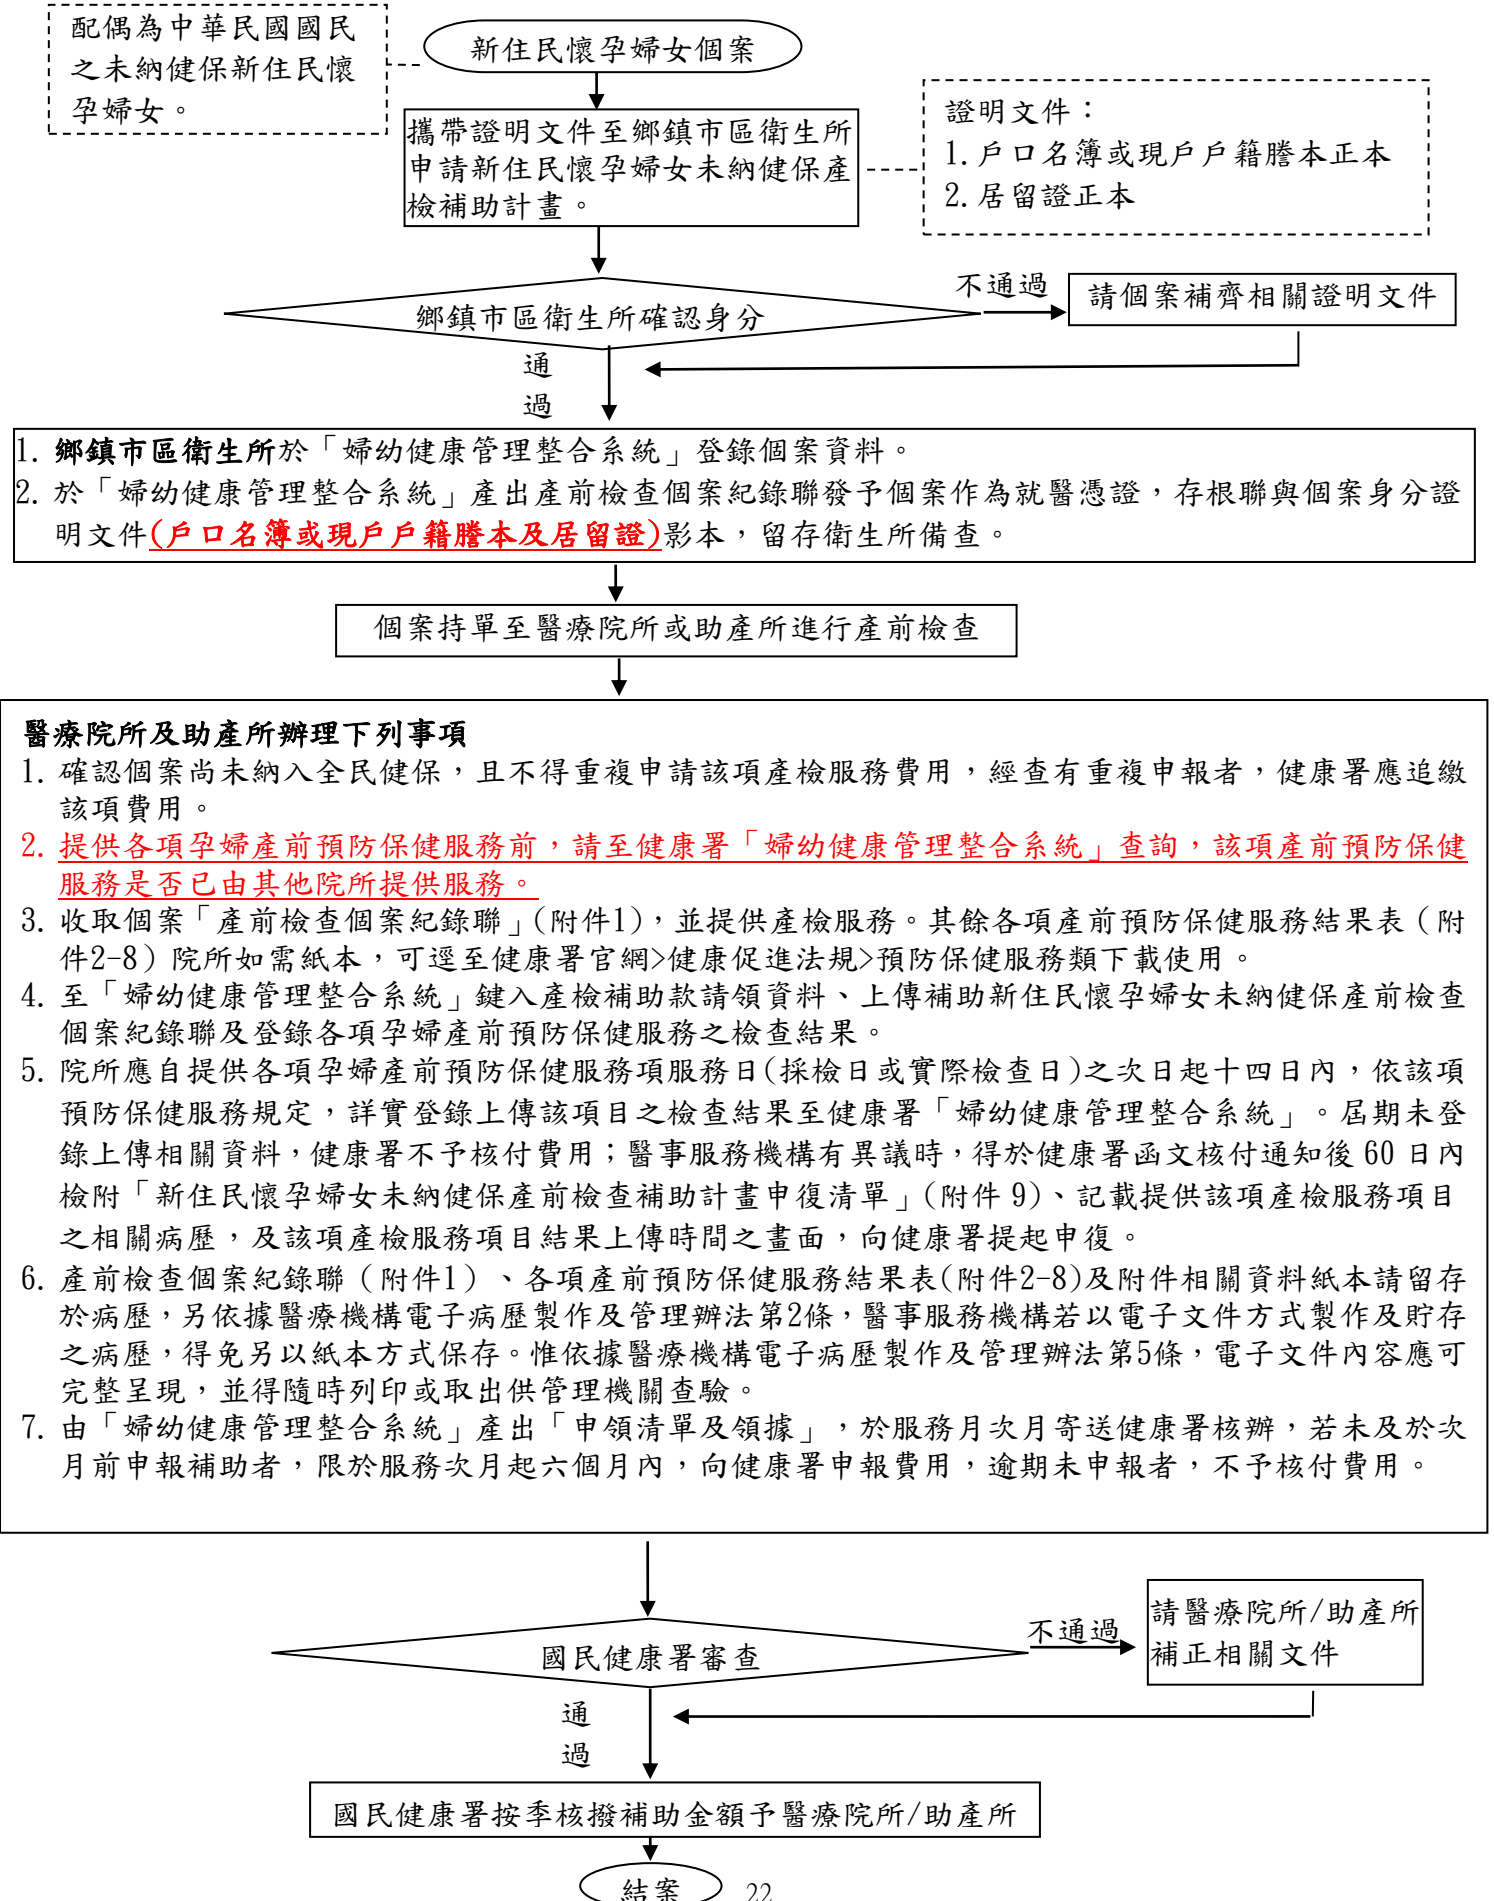 配偶為中華民國國民
之未納健保新住民懷
孕婦女。
新住民懷孕婦女個案
攜帶證明文件至鄉鎮市區衛生所
申請新住民懷孕婦女未納健保產
檢補助計畫。
證明文件：
1.戶口名簿或現戶戶籍謄本正本
2.居留證正本
鄉鎮市區衛生所確認身分
不通過
請個案補齊相關證明文件
通
過
1. 鄉鎮市區衛生所於「婦幼健康管理整合系統」登錄個案資料。
2. 於「婦幼健康管理整合系統」產出產前檢查個案紀錄聯發予個案作為就醫憑證，存根聯與個案身分證
明文件(戶口名簿或現戶戶籍謄本及居留證)影本，留存衛生所備查。
個案持單至醫療院所或助產所進行產前檢查
醫療院所及助產所辦理下列事項
1. 確認個案尚未納入全民健保，且不得重複申請該項產檢服務費用，經查有重複申報者，健康署應追繳
該項費用。
2. 提供各項孕婦產前預防保健服務前，請至健康署「婦幼健康管理整合系統」查詢，該項產前預防保健
服務是否已由其他院所提供服務。
3. 收取個案「產前檢查個案紀錄聯」(附件1)，並提供產檢服務。其餘各項產前預防保健服務結果表（附
件2-8）院所如需紙本，可逕至健康署官網>健康促進法規>預防保健服務類下載使用。
4. 至「婦幼健康管理整合系統」鍵入產檢補助款請領資料、上傳補助新住民懷孕婦女未納健保產前檢查
個案紀錄聯及登錄各項孕婦產前預防保健服務之檢查結果。
5. 院所應自提供各項孕婦產前預防保健服務項服務日(採檢日或實際檢查日)之次日起十四日內，依該項
預防保健服務規定，詳實登錄上傳該項目之檢查結果至健康署「婦幼健康管理整合系統」。屆期未登
錄上傳相關資料，健康署不予核付費用；醫事服務機構有異議時，得於健康署函文核付通知後 60 日內
檢附「新住民懷孕婦女未納健保產前檢查補助計畫申復清單」(附件 9)、記載提供該項產檢服務項目
之相關病歷，及該項產檢服務項目結果上傳時間之畫面，向健康署提起申復。
6. 產前檢查個案紀錄聯（附件1）、各項產前預防保健服務結果表(附件2-8)及附件相關資料紙本請留存
於病歷，另依據醫療機構電子病歷製作及管理辦法第2條，醫事服務機構若以電子文件方式製作及貯存
之病歷，得免另以紙本方式保存。惟依據醫療機構電子病歷製作及管理辦法第5條，電子文件內容應可
完整呈現，並得隨時列印或取出供管理機關查驗。
7. 由「婦幼健康管理整合系統」產出「申領清單及領據」，於服務月次月寄送健康署核辦，若未及於次
月前申報補助者，限於服務次月起六個月內，向健康署申報費用，逾期未申報者，不予核付費用。
國民健康署審查
不通過
請醫療院所/助產所
補正相關文件
通
過
國民健康署按季核撥補助金額予醫療院所/助產所
結案
22